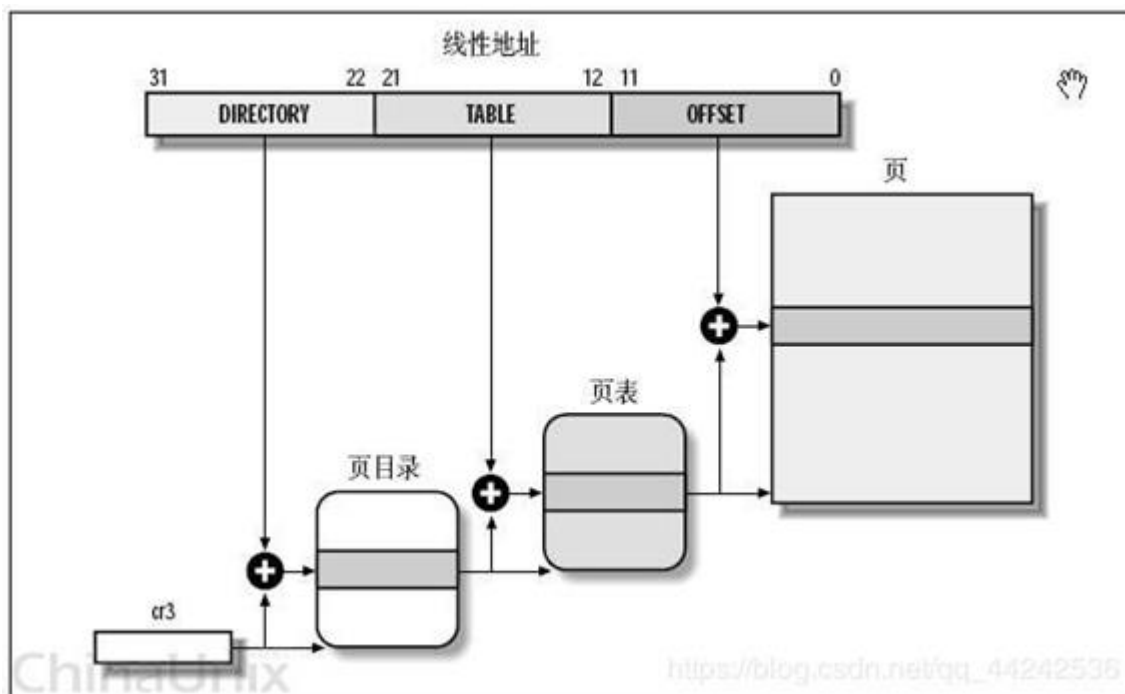 线性地址
31 22 21 12 11 0
DIRECTORY TABLE OFFSET
页
页表
页目录
cr3
ChinaUnix
https://blog.csdn.net/qq_44242536